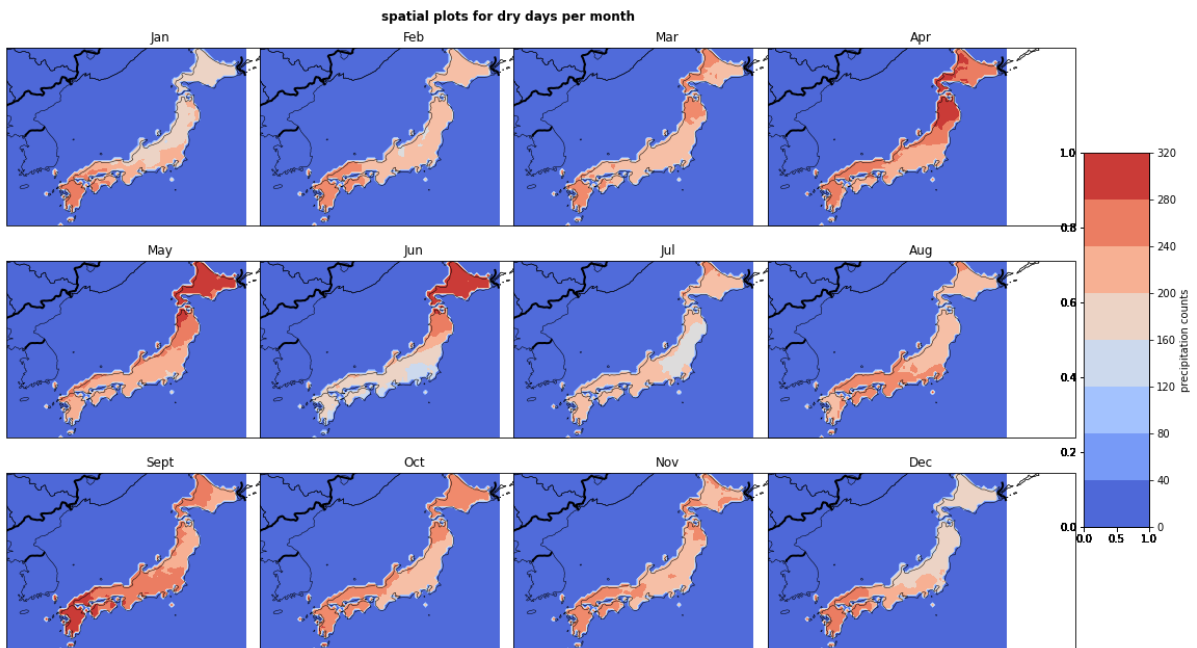 spatial plots for dry days per month
Jan Feb Mar Apr
May Jun Jul Aug
Sept Oct Nov Dec
1.0
0.8
0.6
0.4
0.2
0.0
0.0 0.5 1.0
320
280
240
200
160
120
80
40
0
precipitation counts